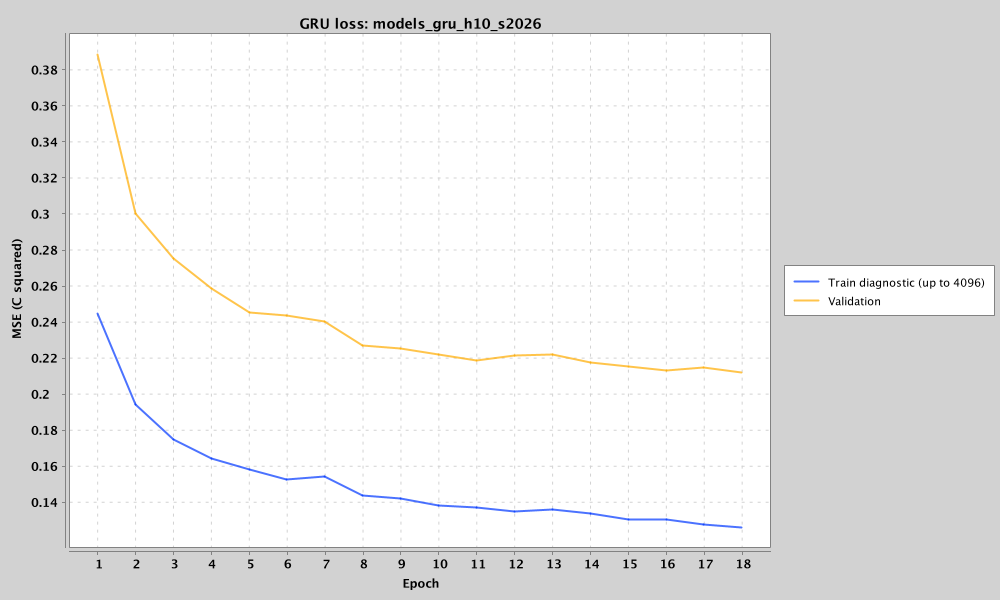 GRU loss: models_gru_h10_s2026
MSE (C squared)
0.38
0.36
0.34
0.32
0.3
0.28
0.26
0.24
0.22
0.2
0.18
0.16
0.14
1 2 3 4 5 6 7 8 9 10 11 12 13 14 15 16 17 18
Epoch
Train diagnostic (up to 4096)
Validation